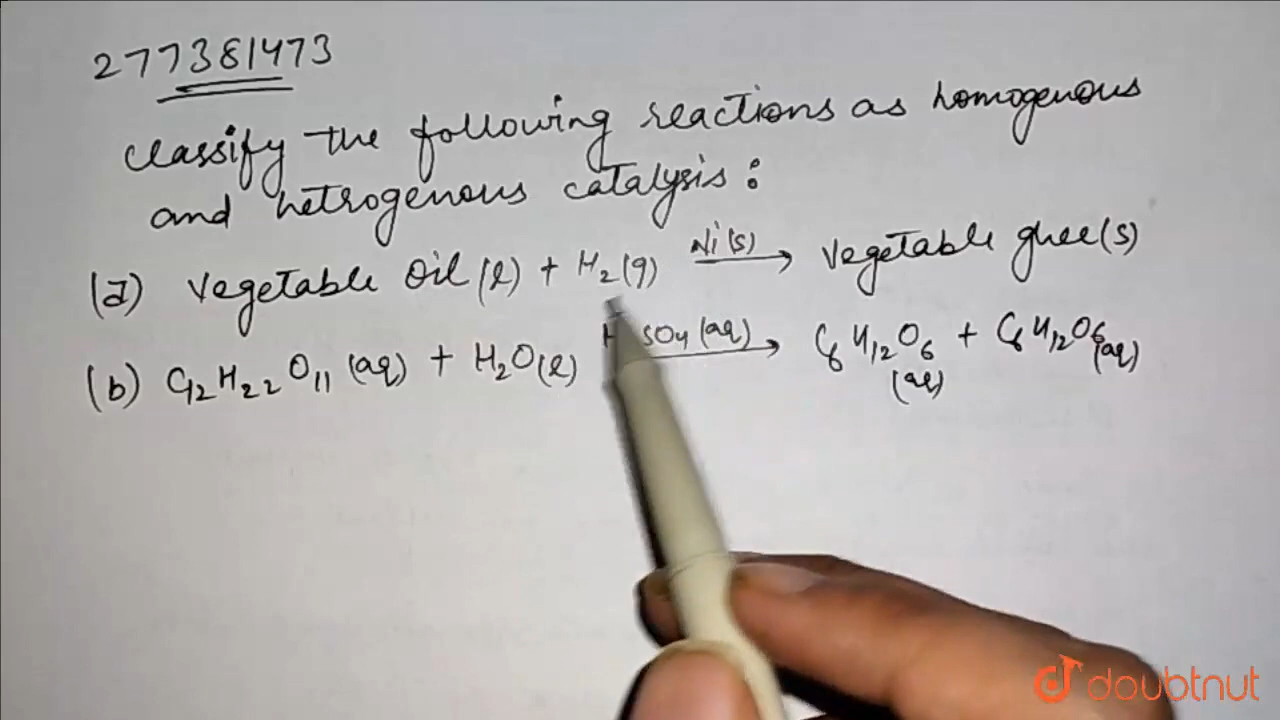 277381473
classify the following reactions as homogenous
and hetrogenous catalysis:
(a) vegetable oil (l) + H2(g) Ni(s) → vegetable ghee(s)
(b) C12H22O11 (aq) + H2O(l) SO4 (aq) → C6H12O6 (aq) + C6H12O6 (aq)
doubtnut